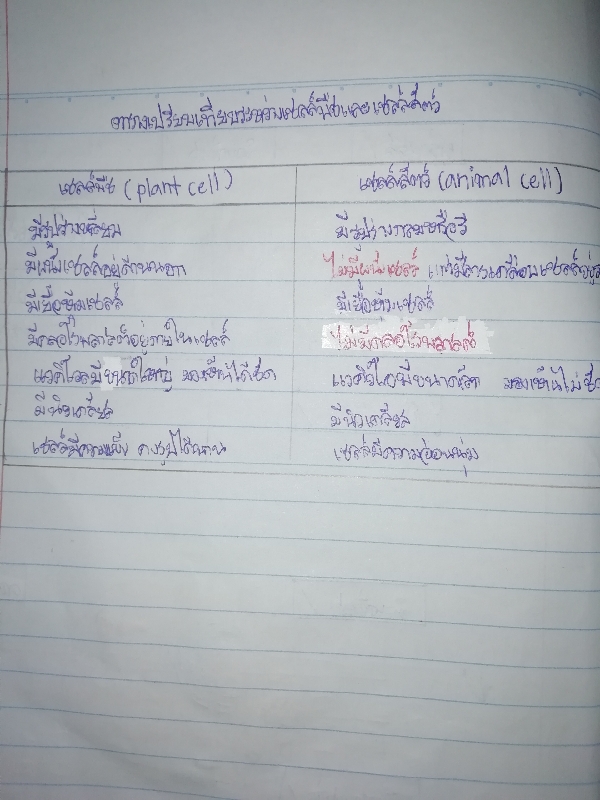 ตารางเปรียบเทียบระหว่างเซลล์พืชและเซลล์สัตว์
เซลล์พืช (plant cell)
เซลล์สัตว์ (animal cell)
มีรูปร่างเหลี่ยม
มีรูปร่างกลมหรือรี
มีผนังเซลล์อยู่ด้านนอก
ไม่มีผนังเซลล์ แต่มีสารเคลือบเซลล์อยู่
มีเยื่อหุ้มเซลล์
มีเยื่อหุ้มเซลล์
มีคลอโรพลาสต์อยู่ภายในเซลล์
ไม่มีคลอโรพลาสต์
แวคิวโอลมีขนาดใหญ่ มองเห็นได้ชัด
แวคิวโอลมีขนาดเล็ก มองเห็นไม่ชั
มีนิวเคลียส
มีนิวเคลียส
เซลล์มีความแข็ง คงรูปได้นาน
เซลล์มีความอ่อนนุ่ม